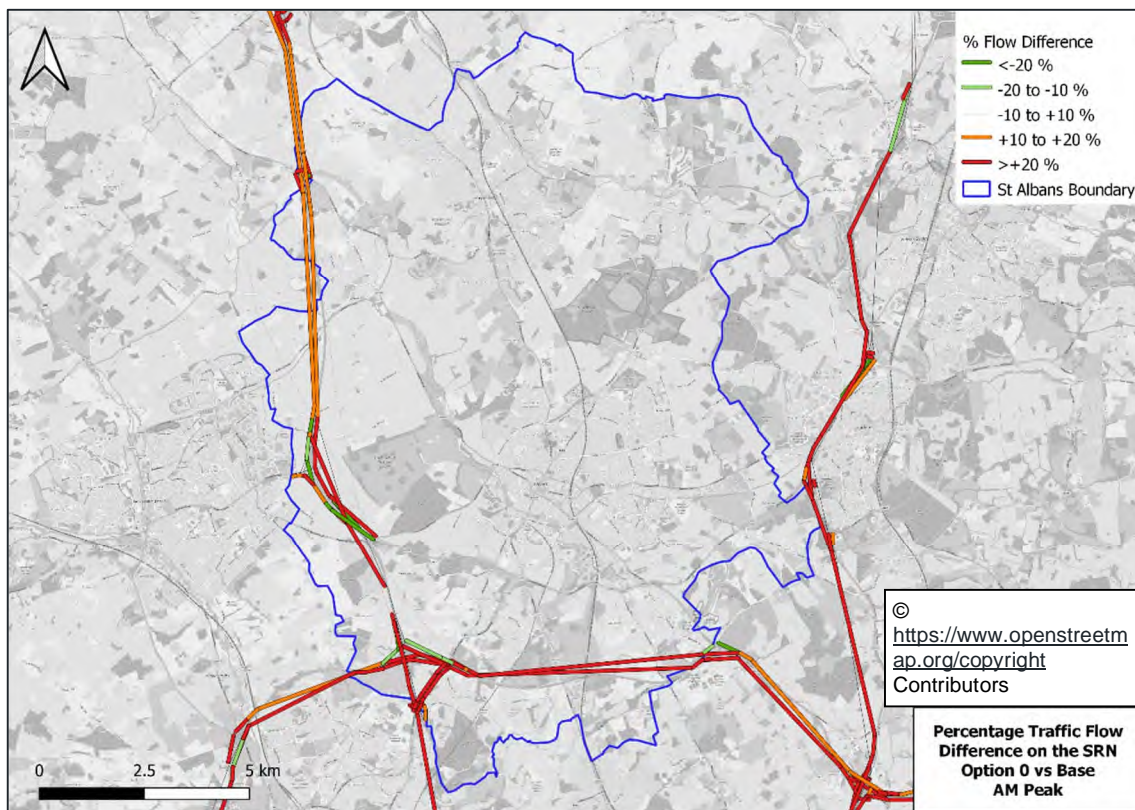 % Flow Difference
<-20 %
-20 to -10 %
-10 to +10 %
+10 to +20 %
>+20 %
St Albans Boundary
©
https://www.openstreetm
ap.org/copyright
Contributors
0 2.5 5 km
Percentage Traffic Flow
Difference on the SRN
Option 0 vs Base
AM Peak